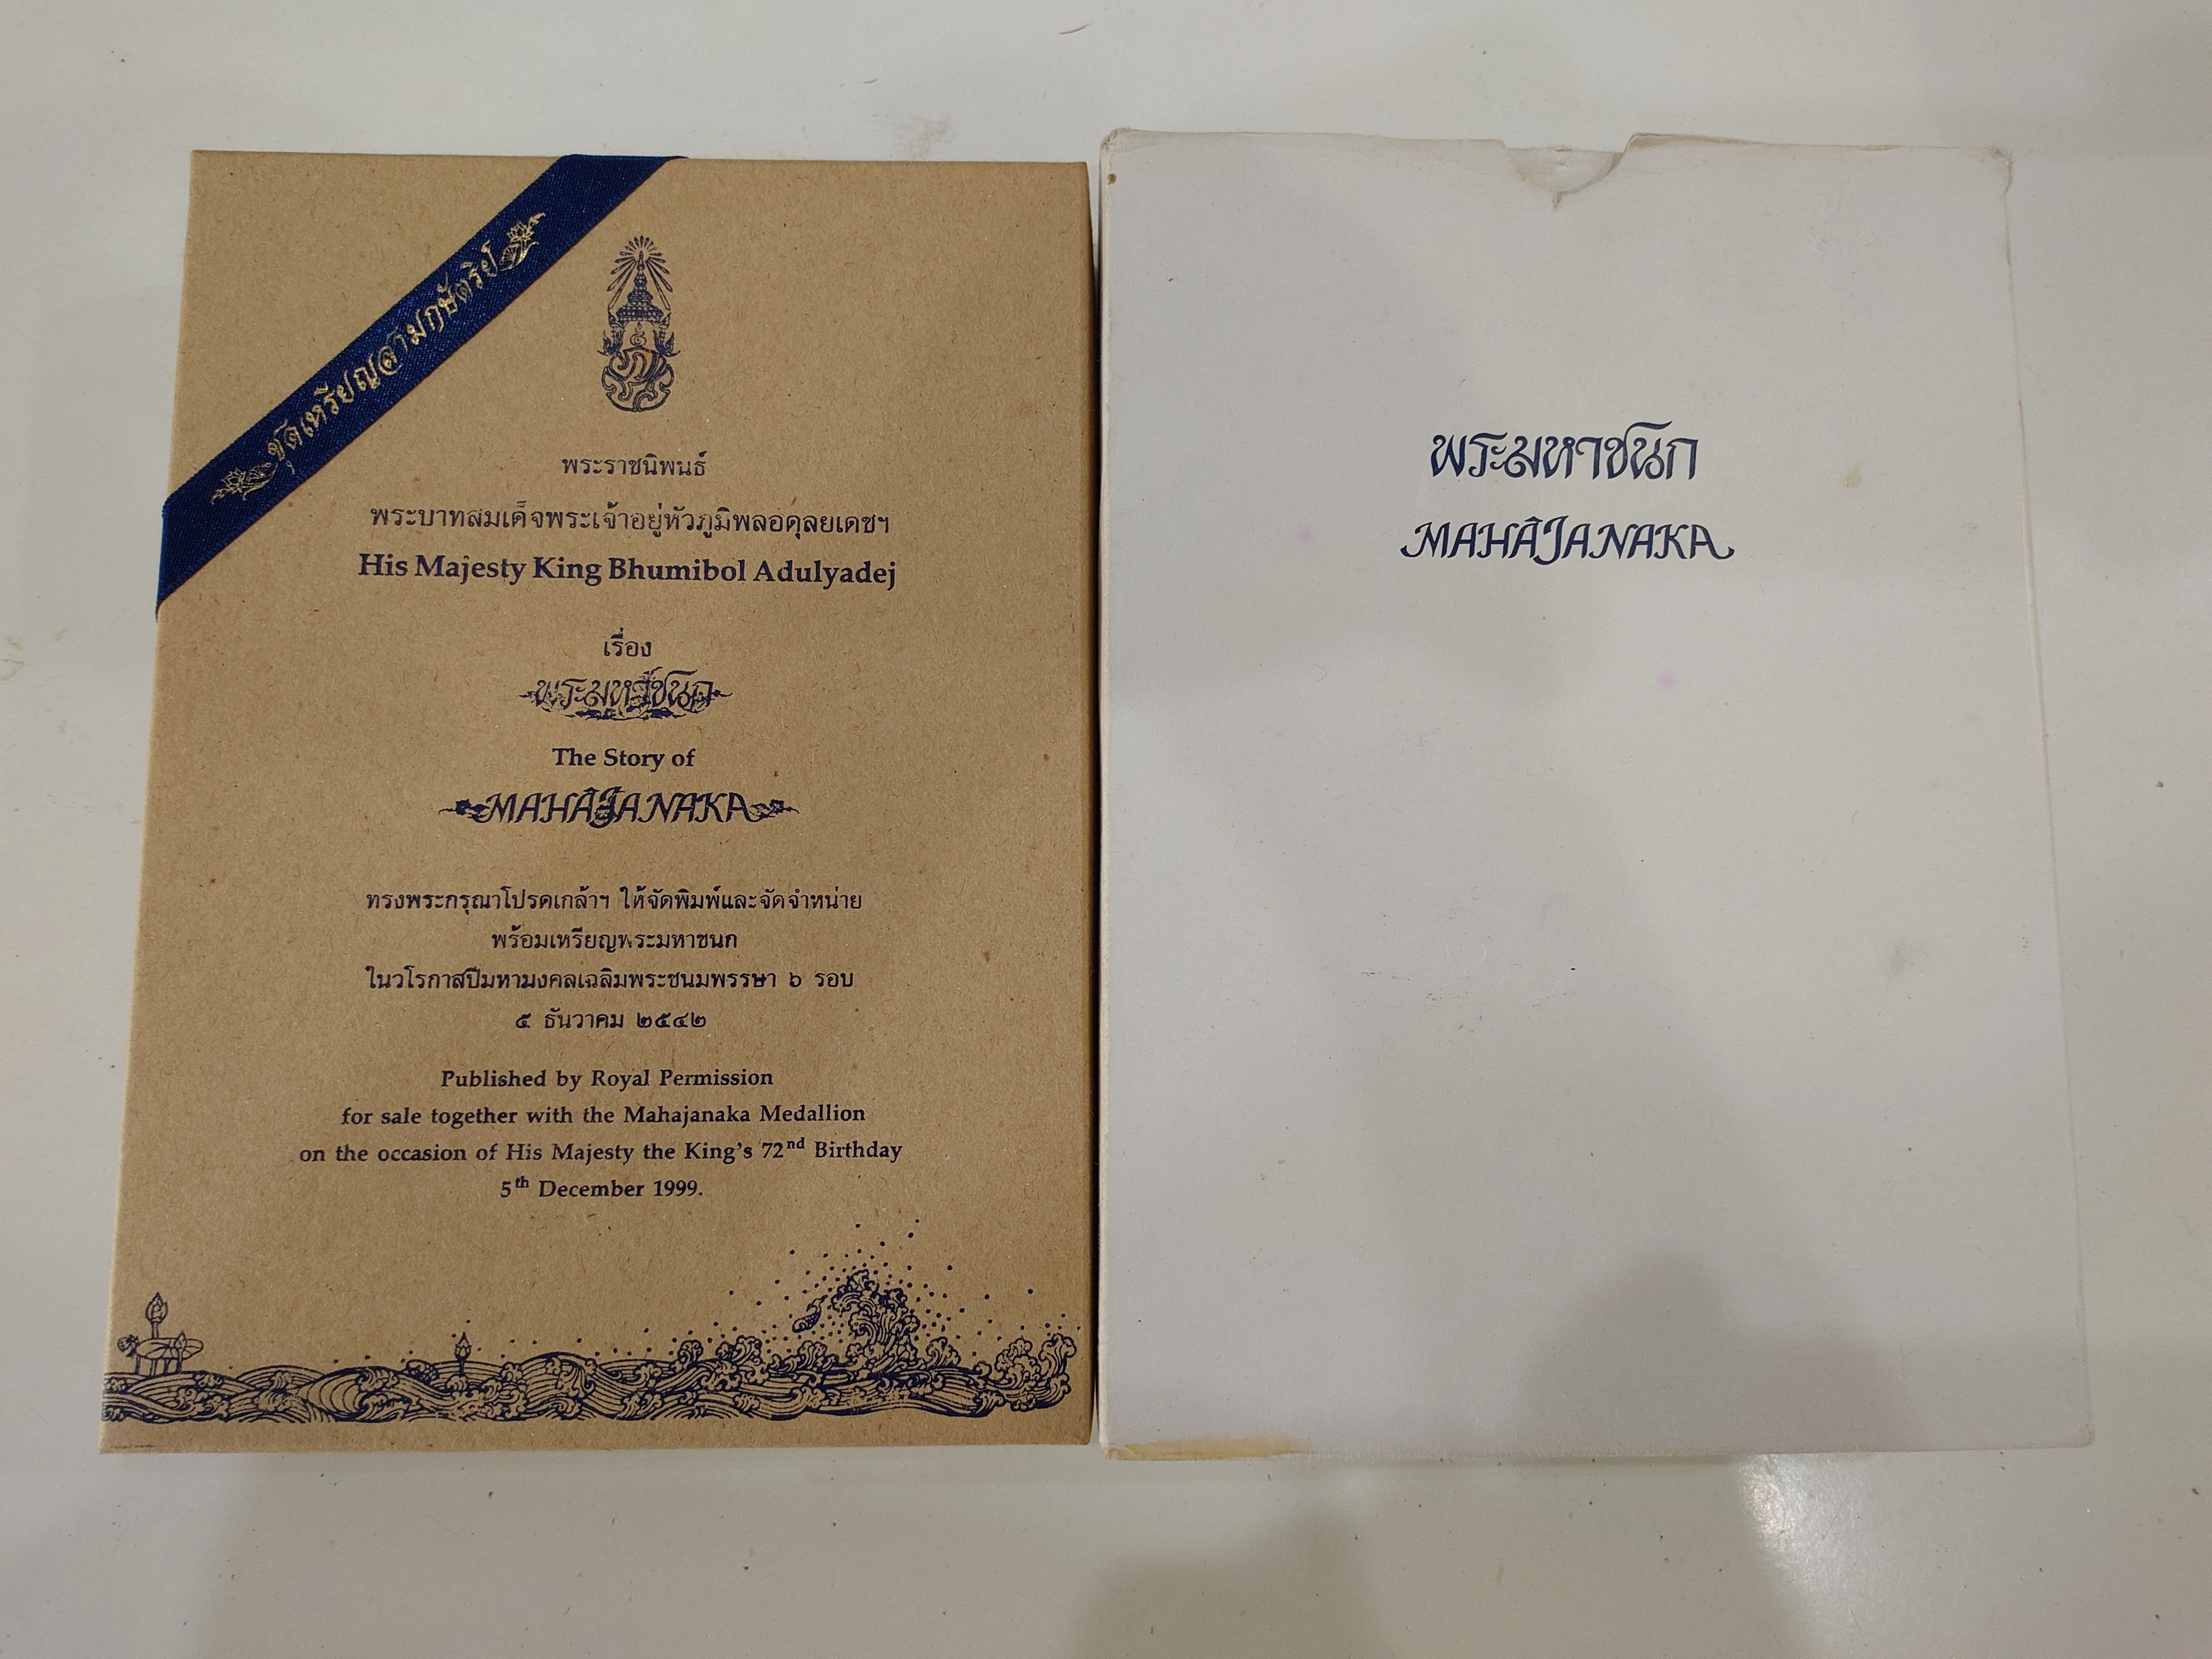 ชุดเหรียญสามกษัตริย์
พระราชนิพนธ์
พระบาทสมเด็จพระเจ้าอยู่หัวภูมิพลอดุลยเดชฯ
His Majesty King Bhumibol Adulyadej
เรื่อง
พระมหาชนก
The Story of
MAHĀJANAKA
ทรงพระกรุณาโปรดเกล้าฯ ให้จัดพิมพ์และจัดจำหน่าย
พร้อมเหรียญพระมหาชนก
ในวโรกาสปีมหามงคลเฉลิมพระชนมพรรษา ๖ รอบ
๕ ธันวาคม ๒๕๔๒
Published by Royal Permission
for sale together with the Mahajanaka Medallion
on the occasion of His Majesty the King's 72nd Birthday
5th December 1999.
พระมหาชนก
MAHĀJANAKA